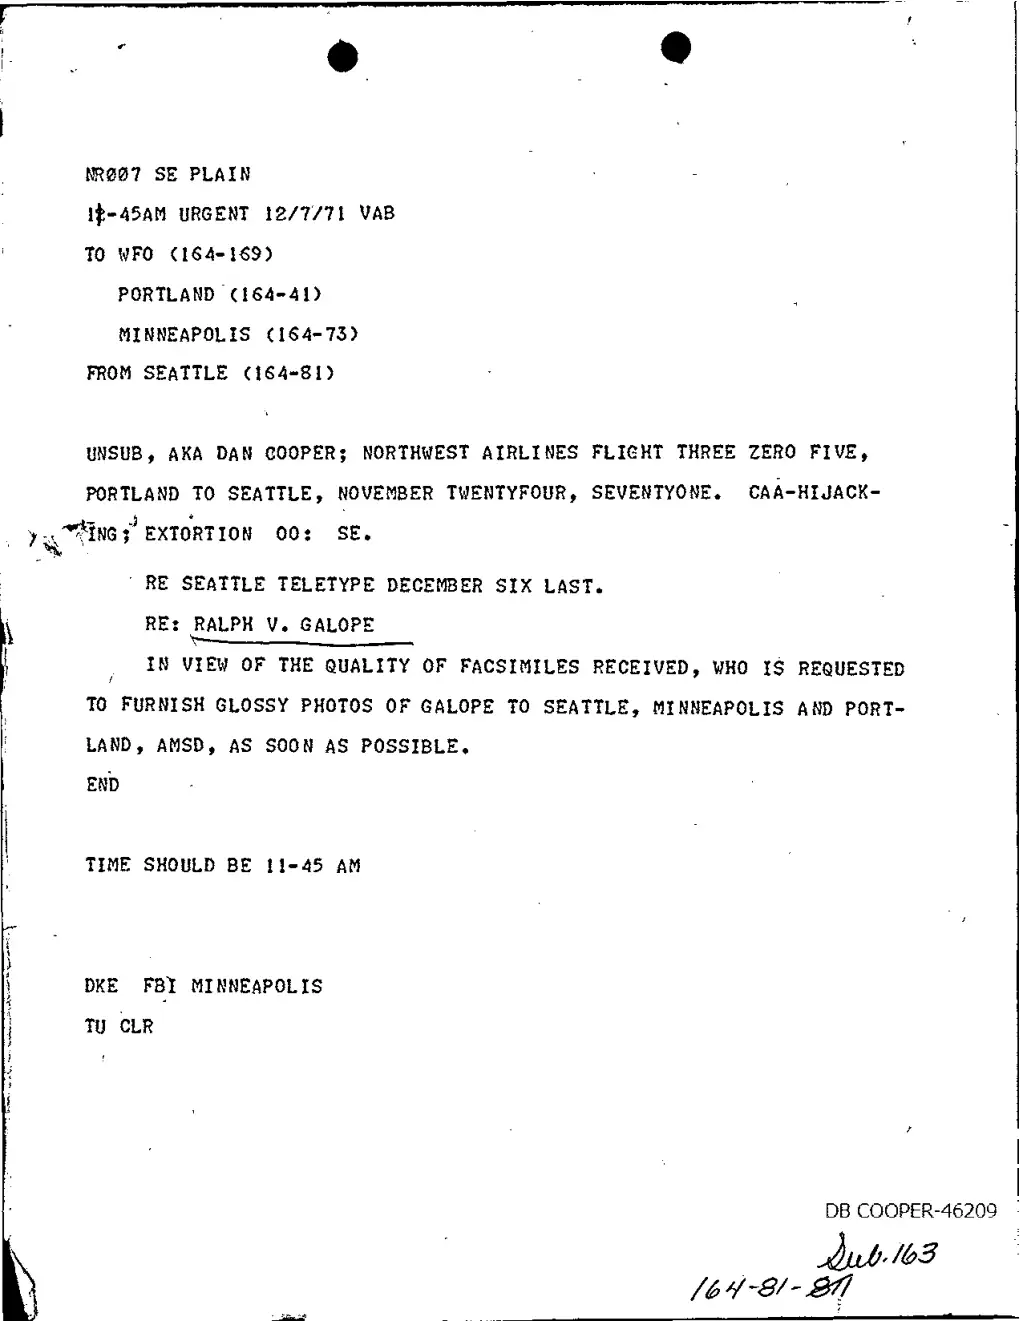 NR007 SE PLAIN
11-45AM URGENT 12/7/71 VAB
TO WFO (164-169)
PORTLAND (164-41)
MINNEAPOLIS (164-73)
FROM SEATTLE (164-81)
UNSUB, AKA DAN COOPER; NORTHWEST AIRLINES FLIGHT THREE ZERO FIVE,
PORTLAND TO SEATTLE, NOVEMBER TWENTYFOUR, SEVENTYONE. CAA-HIJACK-
ING; EXTORTION OO: SE.
RE SEATTLE TELETYPE DECEMBER SIX LAST.
RE: RALPH V. GALOPE
IN VIEW OF THE QUALITY OF FACSIMILES RECEIVED, WHO IS REQUESTED
TO FURNISH GLOSSY PHOTOS OF GALOPE TO SEATTLE, MINNEAPOLIS AND PORT-
LAND, AMSD, AS SOON AS POSSIBLE.
END
TIME SHOULD BE 11-45 AM
DKE FBI MINNEAPOLIS
TU CLR
DB COOPER-46209
Sub. 163
164-81-